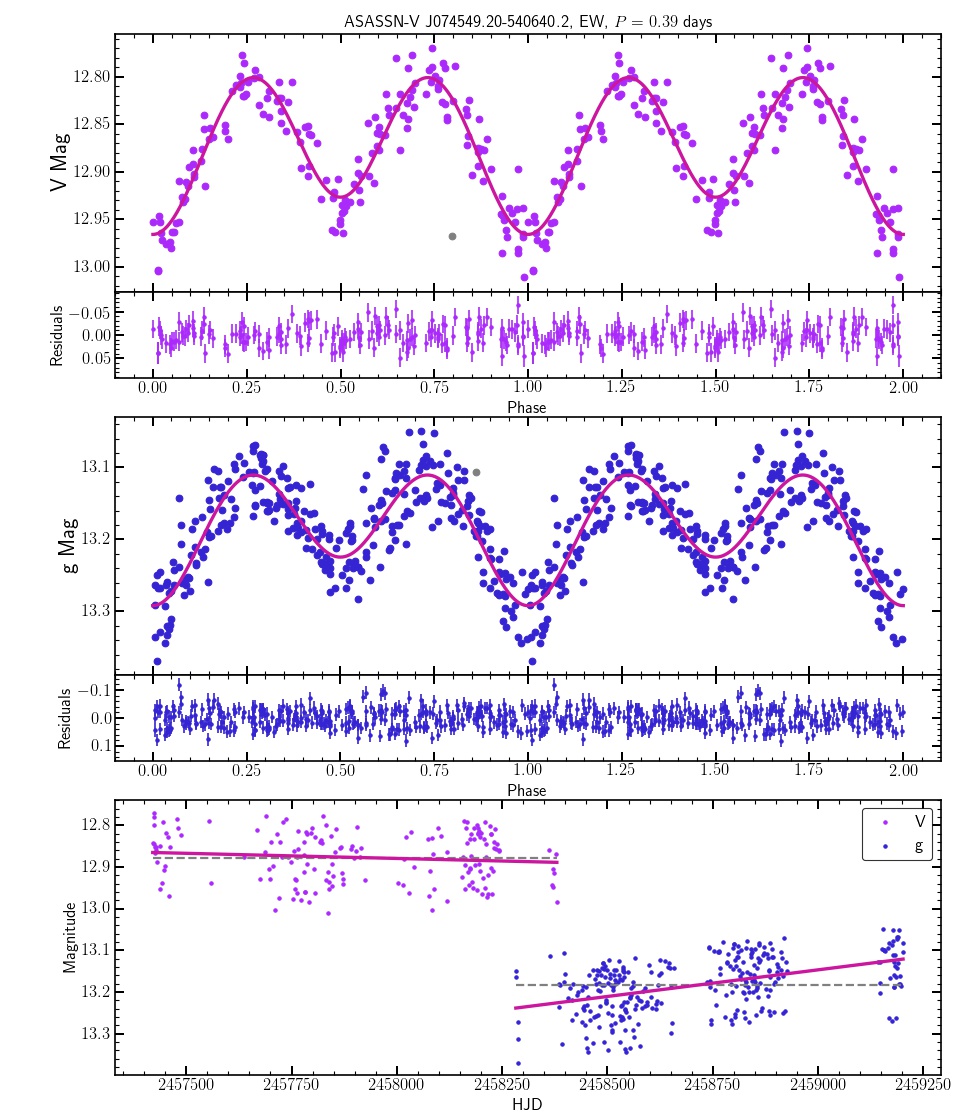 ASASSN-V J074549.20-540640.2, EW, P = 0.39 days
V Mag
12.80
12.85
12.90
12.95
13.00
Residuals
−0.05
0.00
0.05
0.00 0.25 0.50 0.75 1.00 1.25 1.50 1.75 2.00
Phase
g Mag
13.1
13.2
13.3
Residuals
−0.1
0.0
0.1
0.00 0.25 0.50 0.75 1.00 1.25 1.50 1.75 2.00
Phase
Magnitude
12.8
12.9
13.0
13.1
13.2
13.3
V
g
2457500 2457750 2458000 2458250 2458500 2458750 2459000 2459250
HJD